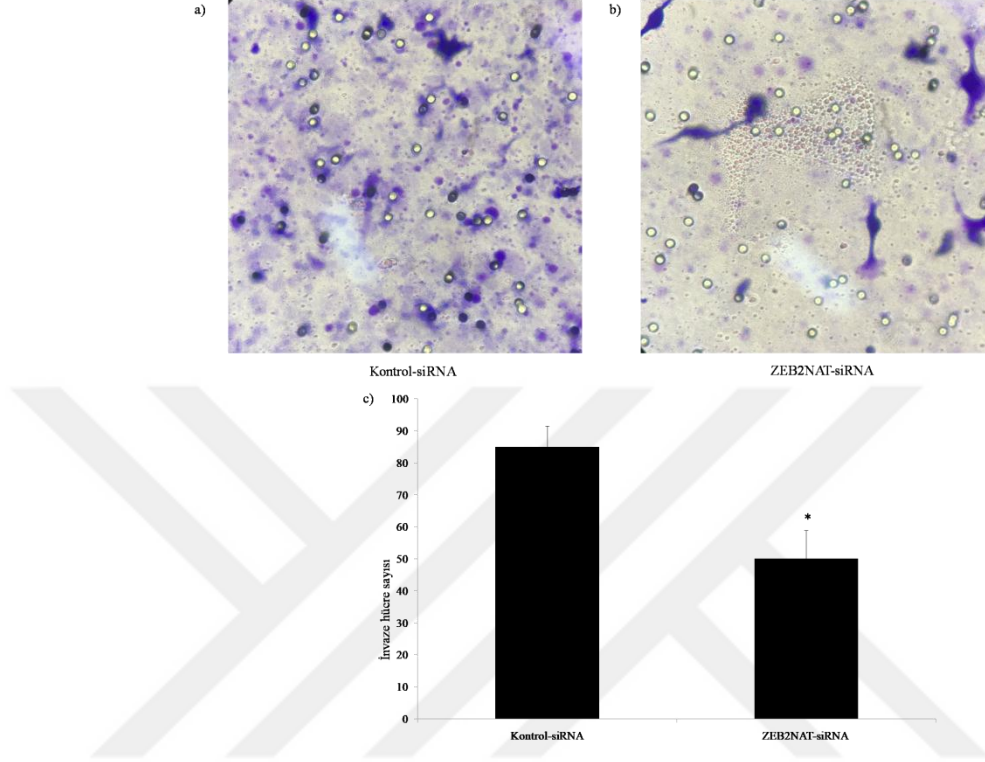 a)
b)
Kontrol-siRNA
ZEB2NAT-siRNA
c)
100
90
80
70
60
50
40
30
20
10
0
İnvaze hücre sayısı
*
Kontrol-siRNA
ZEB2NAT-siRNA